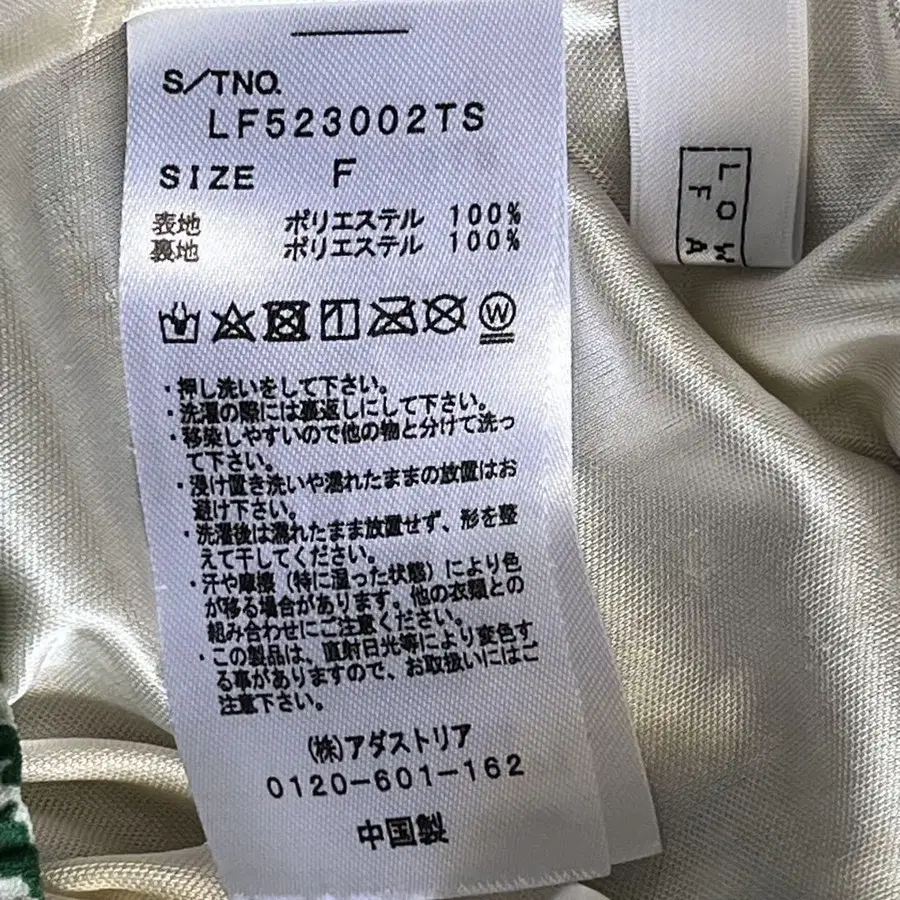 S/TNO.
LF523002TS
SIZE F
表地 ポリエステル 100%
裏地 ポリエステル 100%
W
・押し洗いをして下さい。
・洗濯の際には裏返しにして下さい。
・移染しやすいので他の物と分けて洗っ
て下さい。
・浸け置き洗いや濡れたままの放置はお
避け下さい。
・洗濯後は濡れたまま放置せず、形を整
えて干してください。
・汗や摩擦（特に湿った状態）により色
が移る場合があります。他の衣類との
組み合わせにご注意ください。
・この製品は、直射日光等により変色す
る事がありますので、お取扱いにはご
注意下さい。
(株)アダストリア
0120-601-162
中国製
LOW
FA